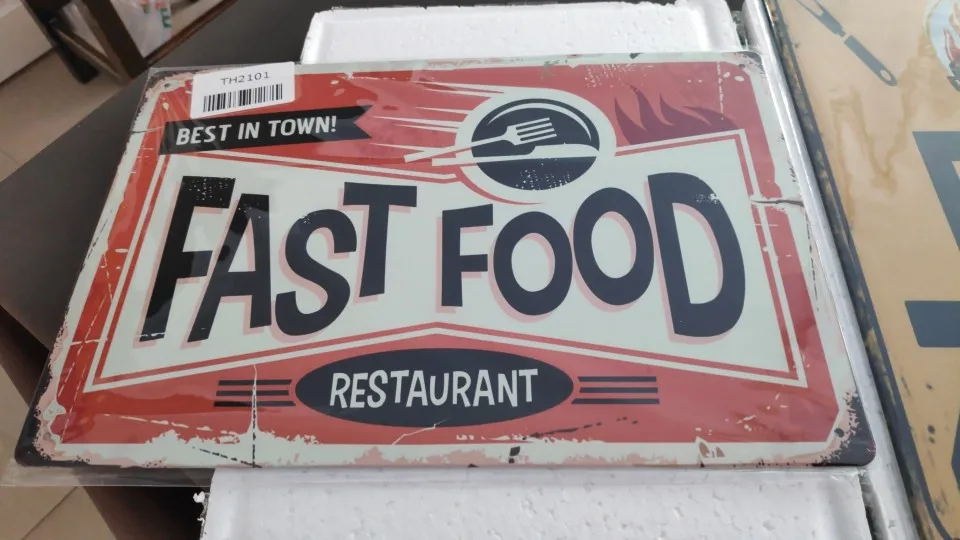 TH2101
BEST IN TOWN!
FAST FOOD
RESTAURANT